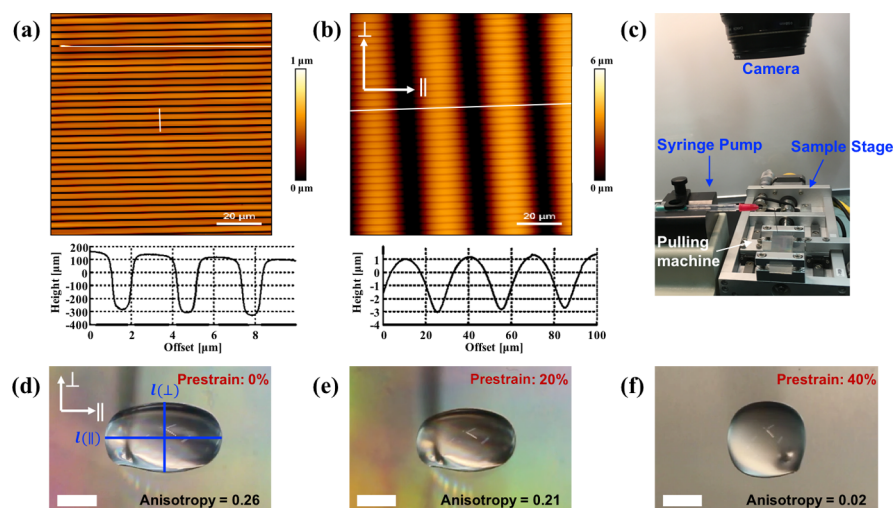 (a)
1 µm
0 µm
20 µm
Height [µm]
200
100
0
-100
-200
-300
-400
0
2
4
6
8
Offset [µm]
(b)
⊥
||
6 µm
0 µm
20 µm
Height [µm]
1
0
-1
-2
-3
-4
0
20
40
60
80
100
Offset [µm]
(c)
Camera
Syringe Pump
Sample Stage
Pulling
machine
(d)
⊥
||
l(⊥)
l(||)
Prestrain: 0%
Anisotropy = 0.26
(e)
Prestrain: 20%
Anisotropy = 0.21
(f)
Prestrain: 40%
Anisotropy = 0.02